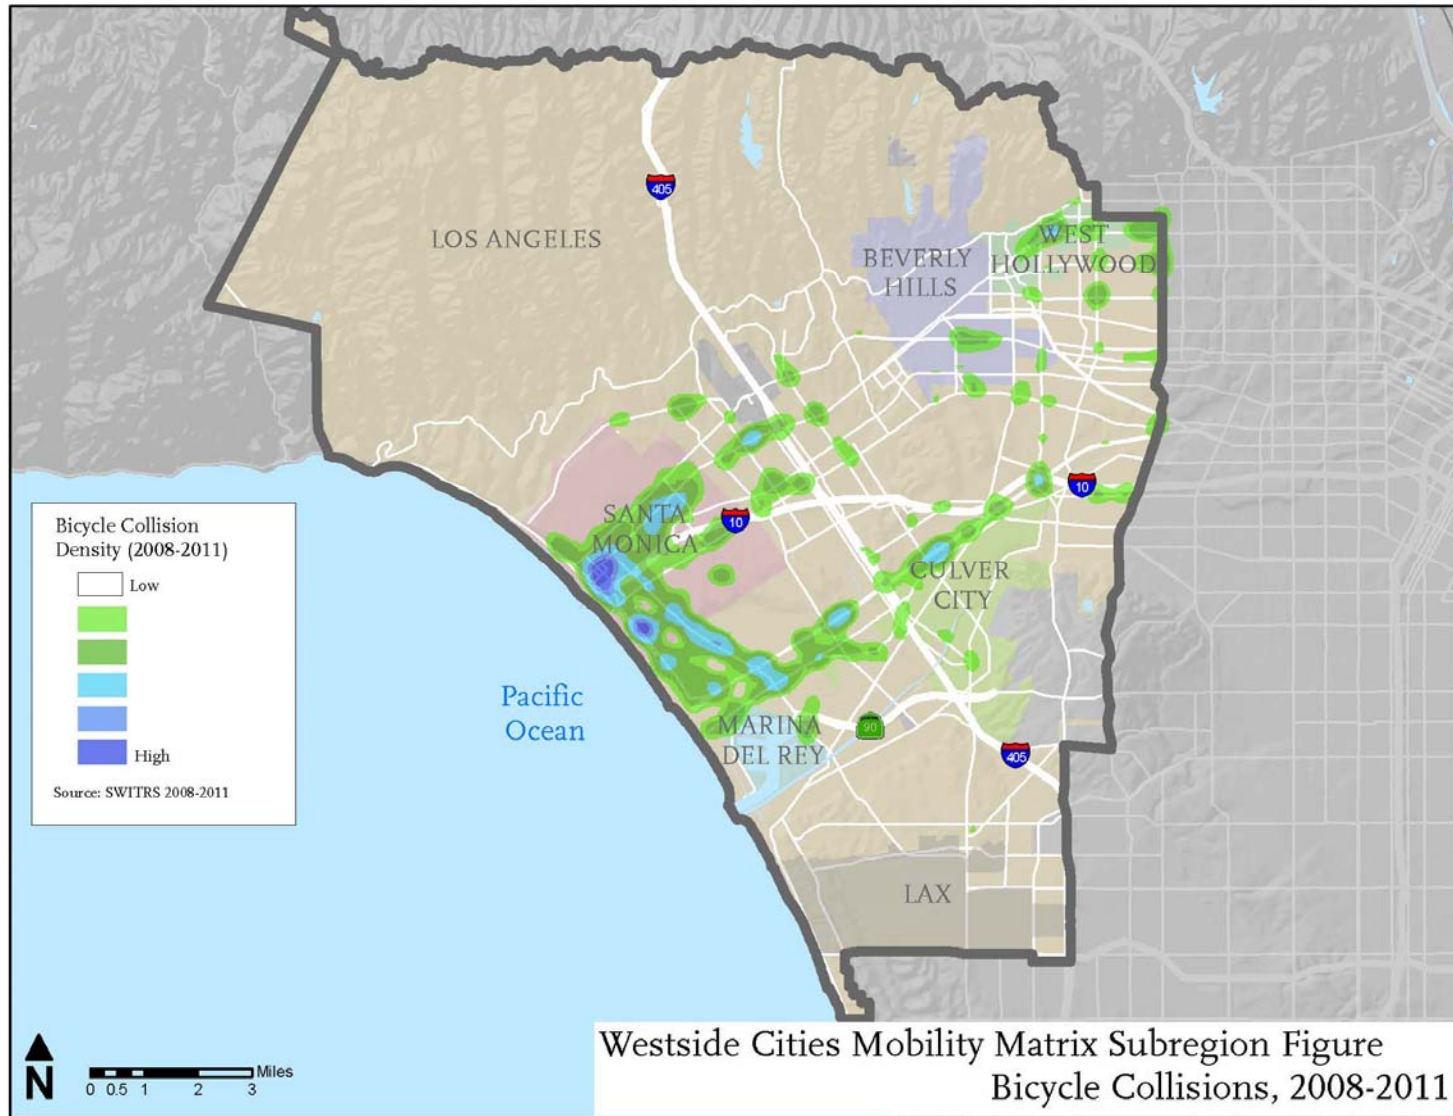 405
LOS ANGELES
WEST
HOLLYWOOD
BEVERLY
HILLS
10
SANTA
MONICA
10
CULVER
CITY
Bicycle Collision
Density (2008-2011)
Low
High
Source: SWITRS 2008-2011
Pacific
Ocean
MARINA
DEL REY
90
405
LAX
N
Miles
0 0.5 1 2 3
Westside Cities Mobility Matrix Subregion Figure
Bicycle Collisions, 2008-2011